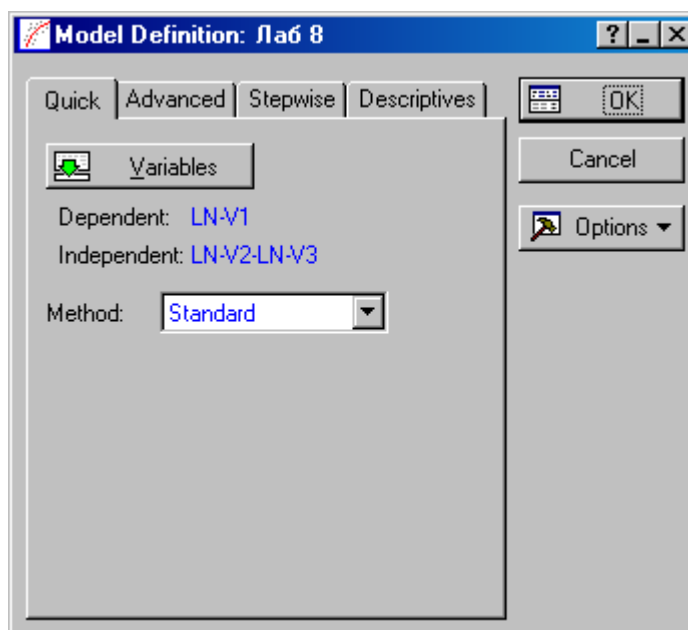 Model Definition: Лаб 8
Quick Advanced Stepwise Descriptives
OK
Variables
Cancel
Dependent: LN-V1
Options
Independent: LN-V2-LN-V3
Method: Standard